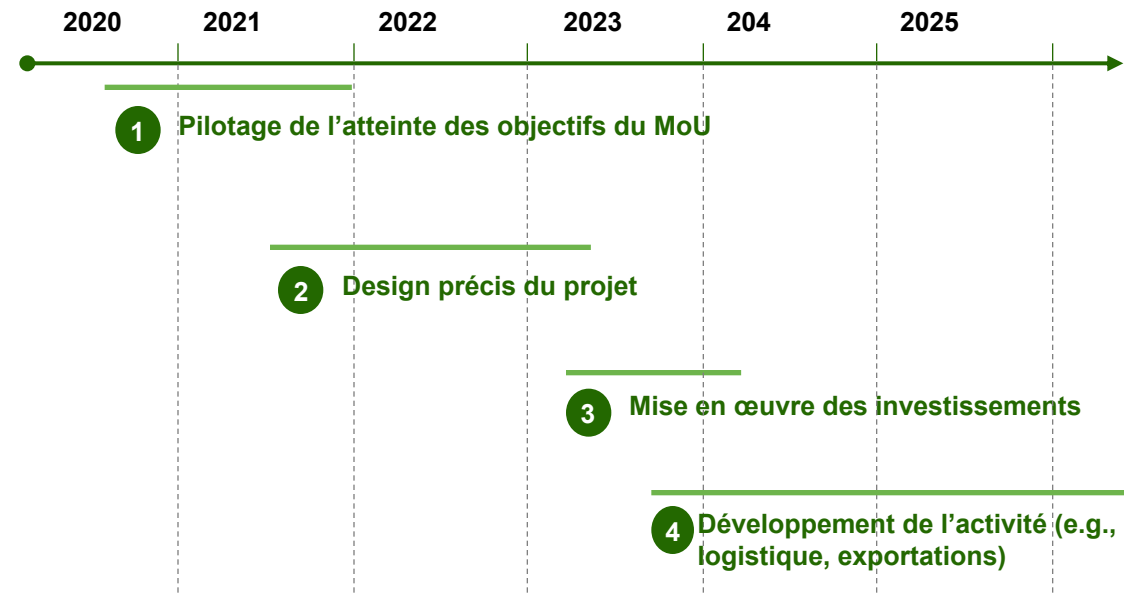 2020 2021 2022 2023 204 2025
1 Pilotage de l’atteinte des objectifs du MoU
2 Design précis du projet
3 Mise en œuvre des investissements
4 Développement de l’activité (e.g.,
logistique, exportations)